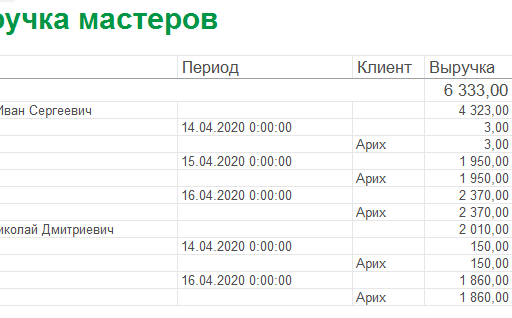 ручка мастеров
Период Клиент Выручка
6 333,00
Иван Сергеевич 4 323,00
14.04.2020 0:00:00 3,00
Арих 3,00
15.04.2020 0:00:00 1 950,00
Арих 1 950,00
16.04.2020 0:00:00 2 370,00
Арих 2 370,00
иколай Дмитриевич 2 010,00
14.04.2020 0:00:00 150,00
Арих 150,00
16.04.2020 0:00:00 1 860,00
Арих 1 860,00